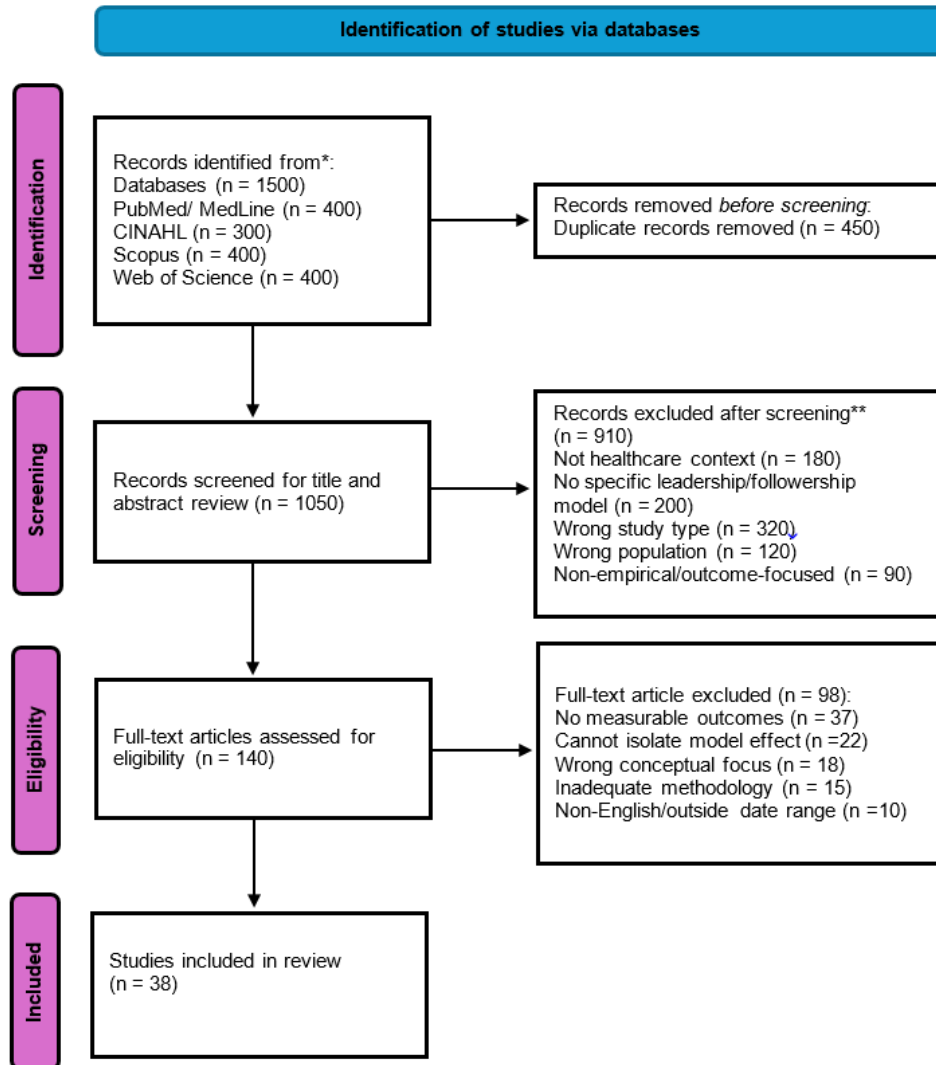 Identification of studies via databases
Identification
Records identified from*:
Databases (n = 1500)
PubMed/ MedLine (n = 400)
CINAHL (n = 300)
Scopus (n = 400)
Web of Science (n = 400)
Records removed before screening:
Duplicate records removed (n = 450)
Screening
Records screened for title and
abstract review (n = 1050)
Records excluded after screening**
(n = 910)
Not healthcare context (n = 180)
No specific leadership/followership
model (n = 200)
Wrong study type (n = 320)
Wrong population (n = 120)
Non-empirical/outcome-focused (n = 90)
Eligibility
Full-text articles assessed for
eligibility (n = 140)
Full-text article excluded (n = 98):
No measurable outcomes (n = 37)
Cannot isolate model effect (n =22)
Wrong conceptual focus (n = 18)
Inadequate methodology (n = 15)
Non-English/outside date range (n =10)
Included
Studies included in review
(n = 38)